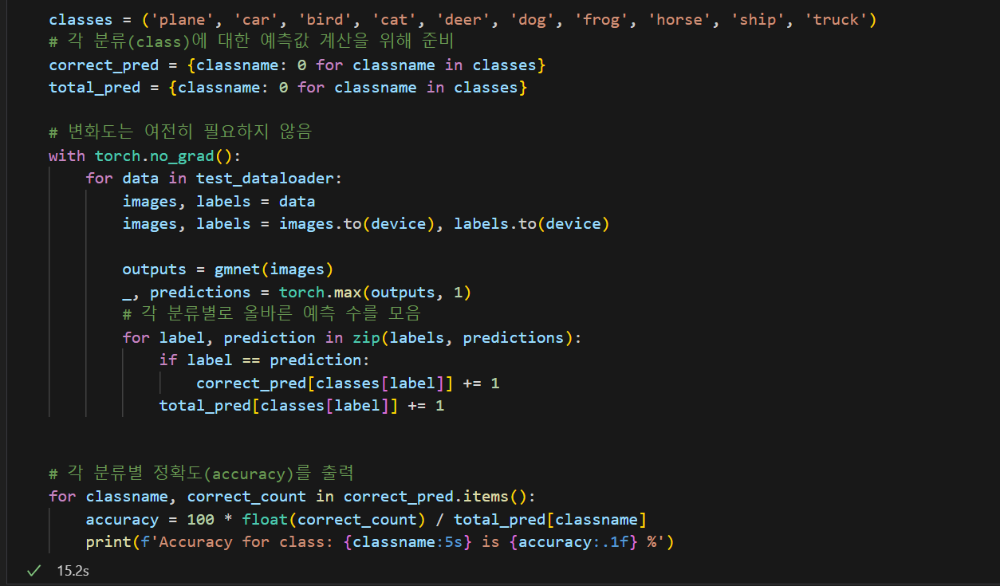 classes = ('plane', 'car', 'bird', 'cat', 'deer', 'dog', 'frog', 'horse', 'ship', 'truck')
# 각 분류(class)에 대한 예측값 계산을 위해 준비
correct_pred = {classname: 0 for classname in classes}
total_pred = {classname: 0 for classname in classes}
# 변화도는 여전히 필요하지 않음
with torch.no_grad():
for data in test_dataloader:
images, labels = data
images, labels = images.to(device), labels.to(device)
outputs = gmnet(images)
_, predictions = torch.max(outputs, 1)
# 각 분류별로 올바른 예측 수를 모음
for label, prediction in zip(labels, predictions):
if label == prediction:
correct_pred[classes[label]] += 1
total_pred[classes[label]] += 1
# 각 분류별 정확도(accuracy)를 출력
for classname, correct_count in correct_pred.items():
accuracy = 100 * float(correct_count) / total_pred[classname]
print(f'Accuracy for class: {classname:5s} is {accuracy:.1f} %')
15.2s